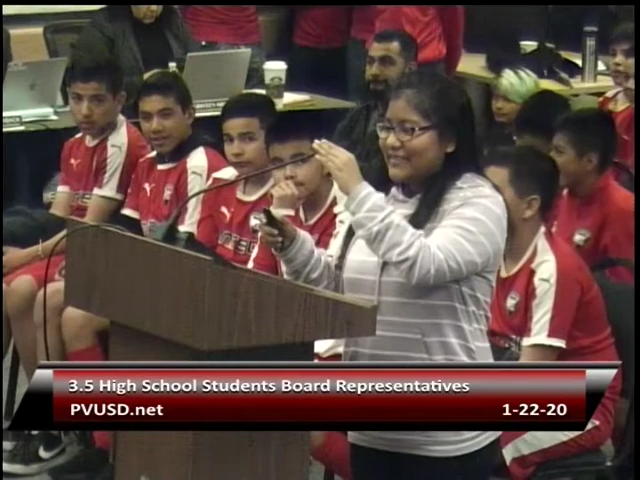 3.5 High School Students Board Representatives
PVUSD.net 1-22-20